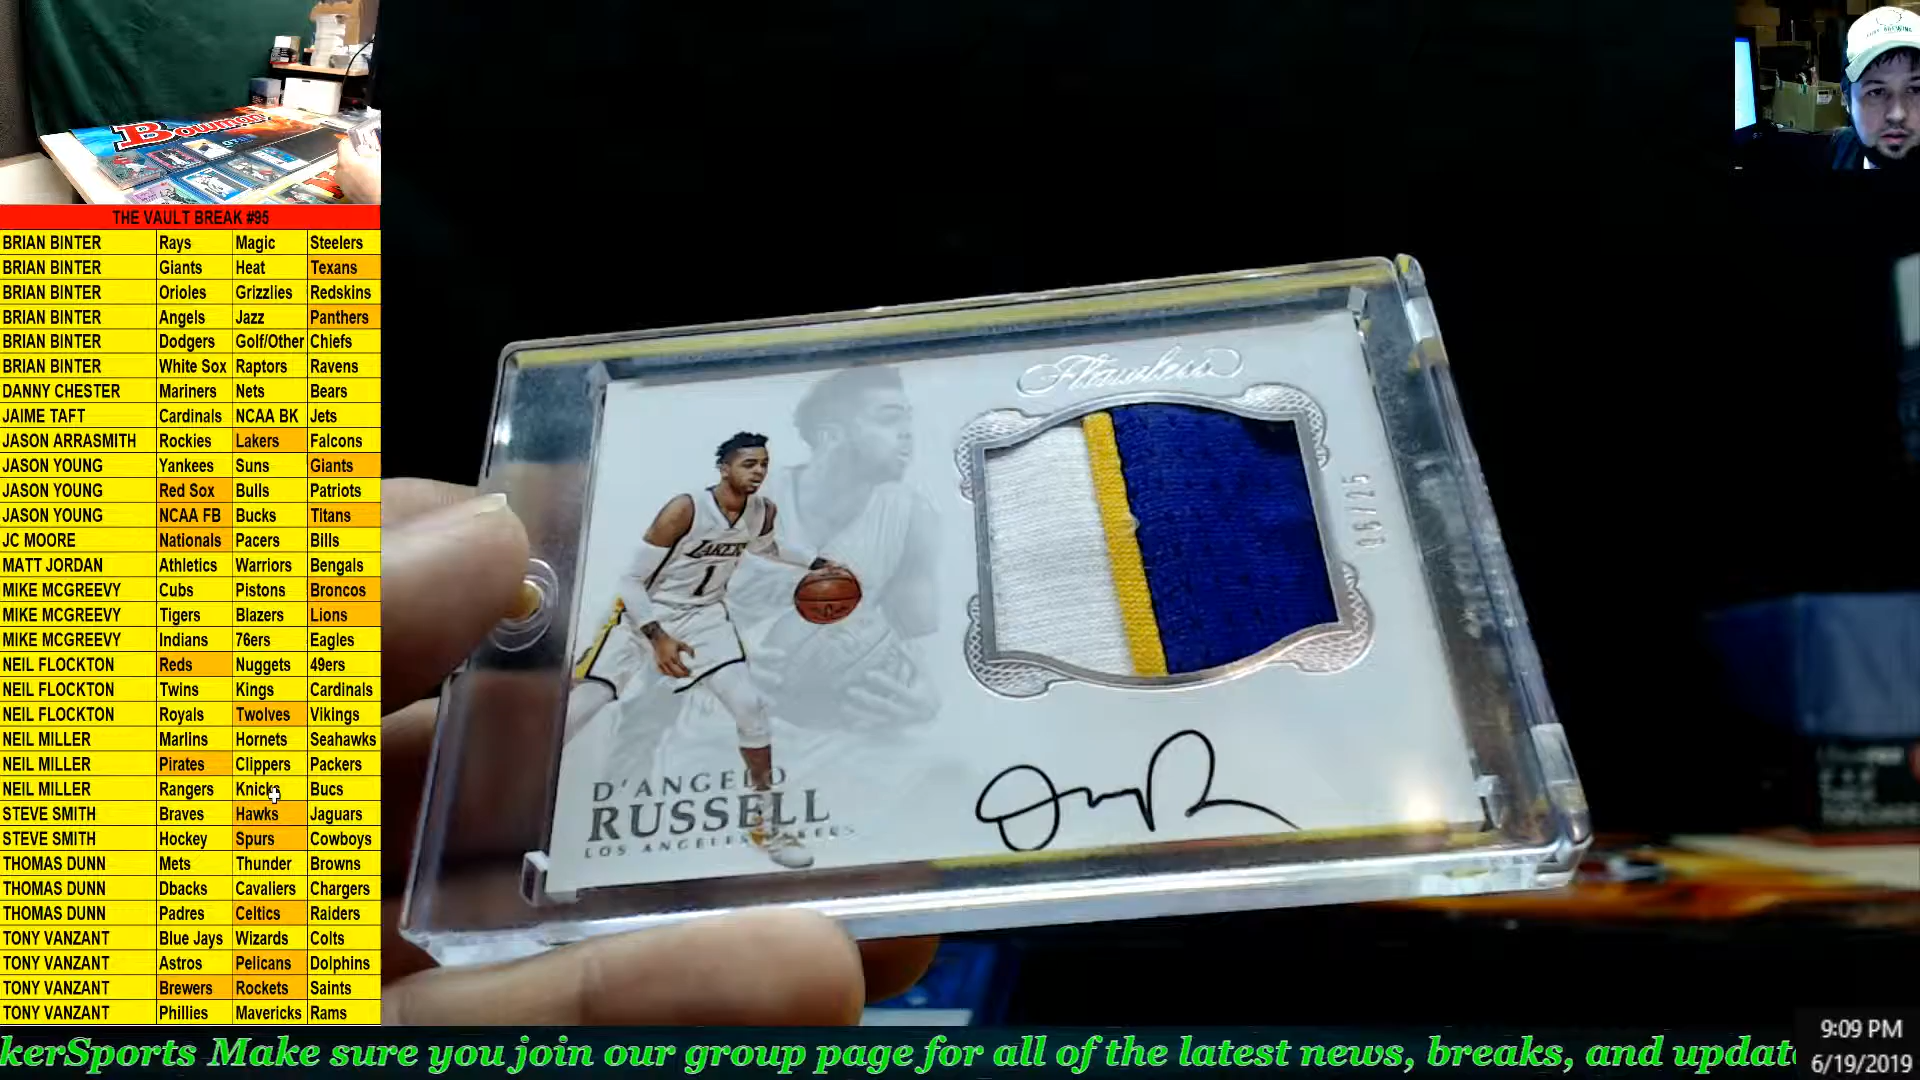 Bowman
THE VAULT BREAK #95
BRIAN BINTER Rays Magic Steelers
BRIAN BINTER Giants Heat Texans
BRIAN BINTER Orioles Grizzlies Redskins
BRIAN BINTER Angels Jazz Panthers
BRIAN BINTER Dodgers Golf/Other Chiefs
BRIAN BINTER White Sox Raptors Ravens
DANNY CHESTER Mariners Nets Bears
JAIME TAFT Cardinals NCAA BK Jets
JASON ARRASMITH Rockies Lakers Falcons
JASON YOUNG Yankees Suns Giants
JASON YOUNG Red Sox Bulls Patriots
JASON YOUNG NCAA FB Bucks Titans
JC MOORE Nationals Pacers Bills
MATT JORDAN Athletics Warriors Bengals
MIKE MCGREEVY Cubs Pistons Broncos
MIKE MCGREEVY Tigers Blazers Lions
MIKE MCGREEVY Indians 76ers Eagles
NEIL FLOCKTON Reds Nuggets 49ers
NEIL FLOCKTON Twins Kings Cardinals
NEIL FLOCKTON Royals Twolves Vikings
NEIL MILLER Marlins Hornets Seahawks
NEIL MILLER Pirates Clippers Packers
NEIL MILLER Rangers Knicks Bucs
STEVE SMITH Braves Hawks Jaguars
STEVE SMITH Hockey Spurs Cowboys
THOMAS DUNN Mets Thunder Browns
THOMAS DUNN Dbacks Cavaliers Chargers
THOMAS DUNN Padres Celtics Raiders
TONY VANZANT Blue Jays Wizards Colts
TONY VANZANT Astros Pelicans Dolphins
TONY VANZANT Brewers Rockets Saints
TONY VANZANT Phillies Mavericks Rams
Flawless
LAKERS
1
D'ANGELO
RUSSELL
LOS ANGELES LAKERS
kerSports Make sure you join our group page for all of the latest news, breaks, and updat
9:09 PM
6/19/2019